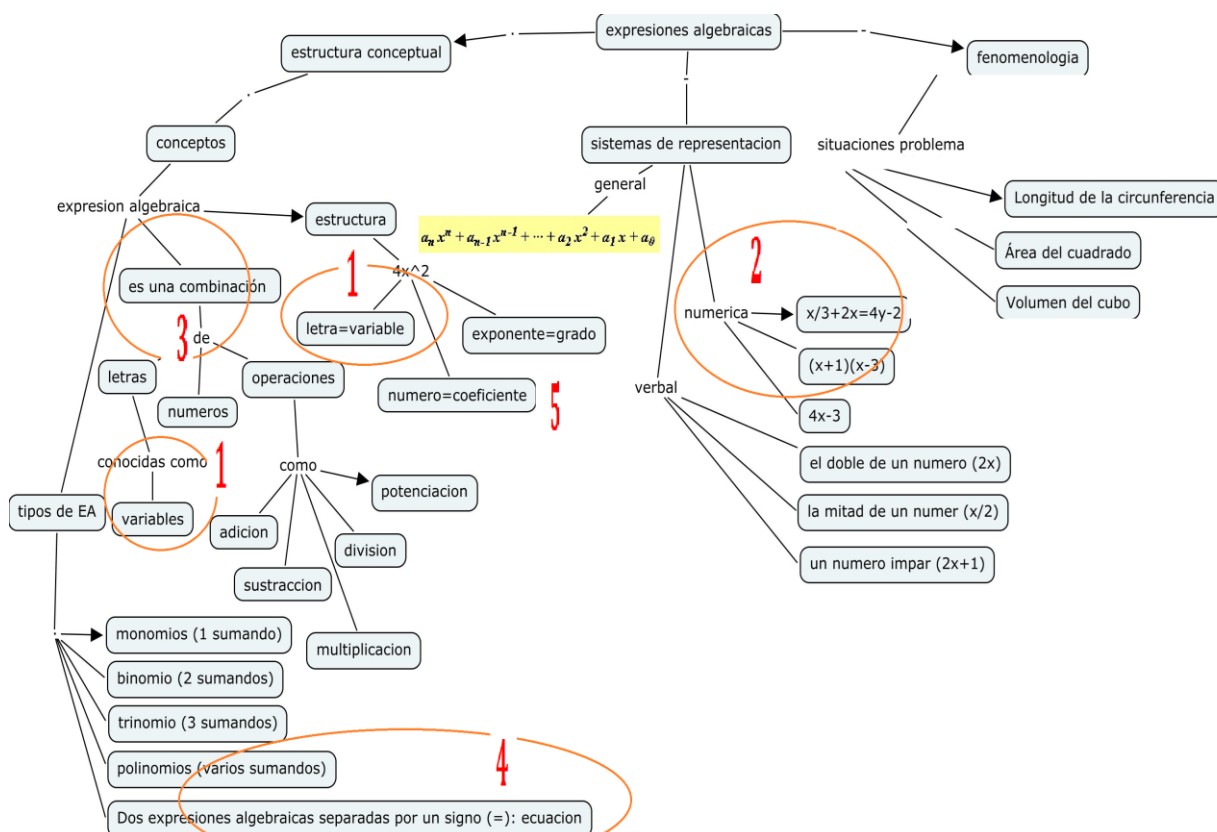 expresiones algebraicas
estructura conceptual
fenomenologia
conceptos
sistemas de representacion
situaciones problema
general
expresion algebraica
estructura
Longitud de la circunferencia
a_n x^n + a_{n-1} x^{n-1} + ··· + a_2 x^2 + a_1 x + a_0
Área del cuadrado
4x^2
1
2
es una combinación
Volumen del cubo
letra=variable
exponente=grado
numerica
x/3+2x=4y-2
3
de
(x+1)(x-3)
letras
operaciones
numero=coeficiente
5
verbal
numeros
4x-3
conocidas como
1
como
el doble de un numero (2x)
potenciacion
tipos de EA
variables
la mitad de un numer (x/2)
adicion
division
un numero impar (2x+1)
sustraccion
monomios (1 sumando)
multiplicacion
binomio (2 sumandos)
trinomio (3 sumandos)
polinomios (varios sumandos)
4
Dos expresiones algebraicas separadas por un signo (=): ecuacion